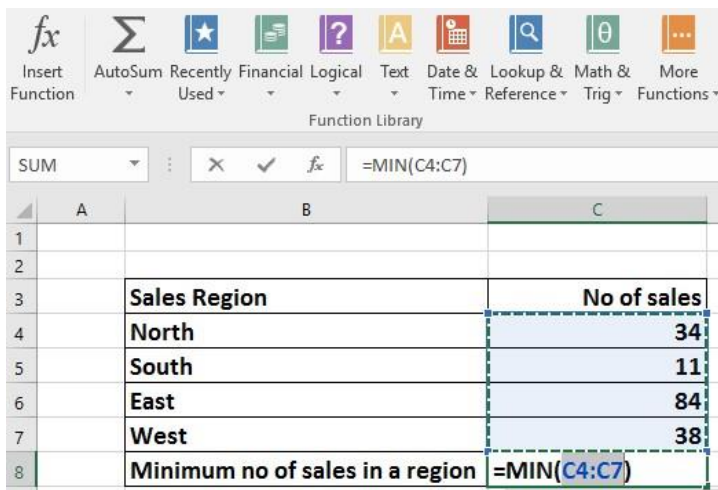 fx Σ ? A θ ...
Insert AutoSum Recently Financial Logical Text Date & Lookup & Math & More
Function Used Time Reference Trig Functions
Function Library
SUM fx =MIN(C4:C7)
A B C
1
2
3 Sales Region No of sales
4 North 34
5 South 11
6 East 84
7 West 38
8 Minimum no of sales in a region =MIN(C4:C7)